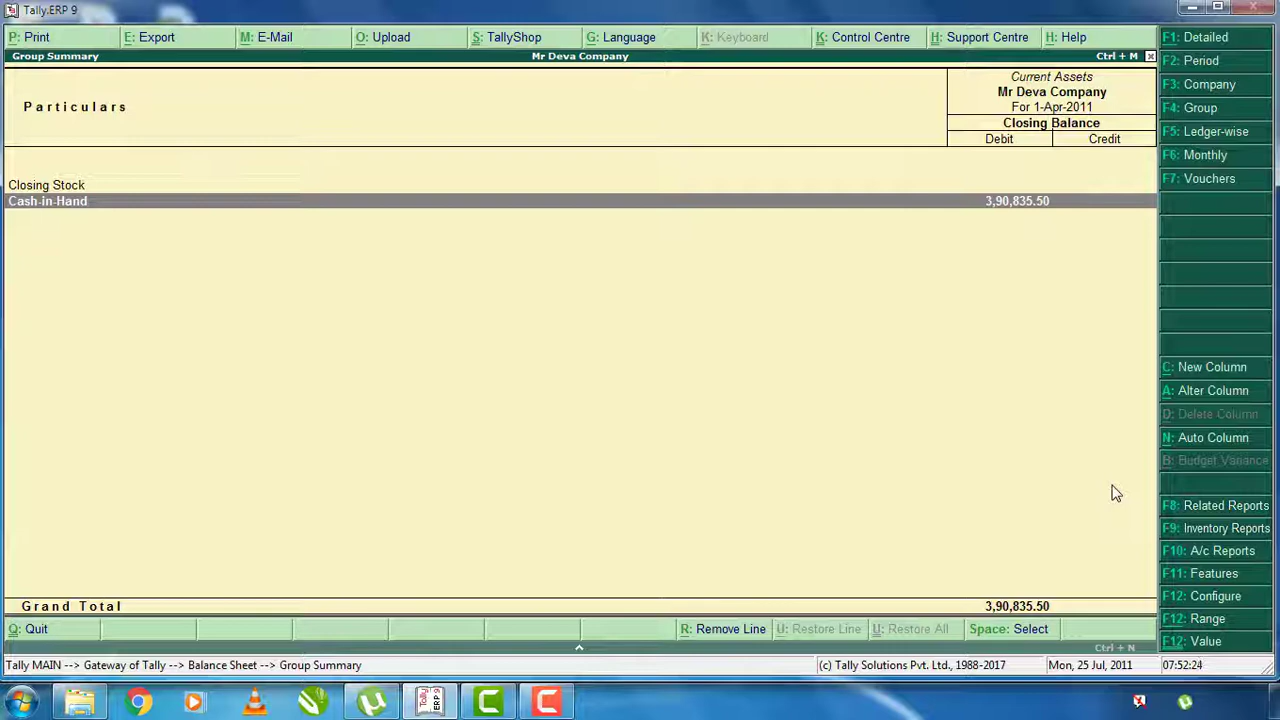 Tally.ERP 9
P: Print E: Export M: E-Mail O: Upload S: TallyShop G: Language K: Keyboard K: Control Centre H: Support Centre H: Help
Group Summary Mr Deva Company Ctrl + M
Particulars
Current Assets
Mr Deva Company
For 1-Apr-2011
Closing Balance
Debit Credit
Closing Stock
Cash-in-Hand 3,90,835.50
Grand Total 3,90,835.50
F1: Detailed
F2: Period
F3: Company
F4: Group
F5: Ledger-wise
F6: Monthly
F7: Vouchers
C: New Column
A: Alter Column
D: Delete Column
N: Auto Column
B: Budget Variance
F8: Related Reports
F9: Inventory Reports
F10: A/c Reports
F11: Features
F12: Configure
F12: Range
F12: Value
Q: Quit R: Remove Line U: Restore Line U: Restore All Space: Select
Ctrl + N
Tally MAIN --> Gateway of Tally --> Balance Sheet --> Group Summary (c) Tally Solutions Pvt. Ltd., 1988-2017 Mon, 25 Jul, 2011 07:52:24
Tally ERP 9